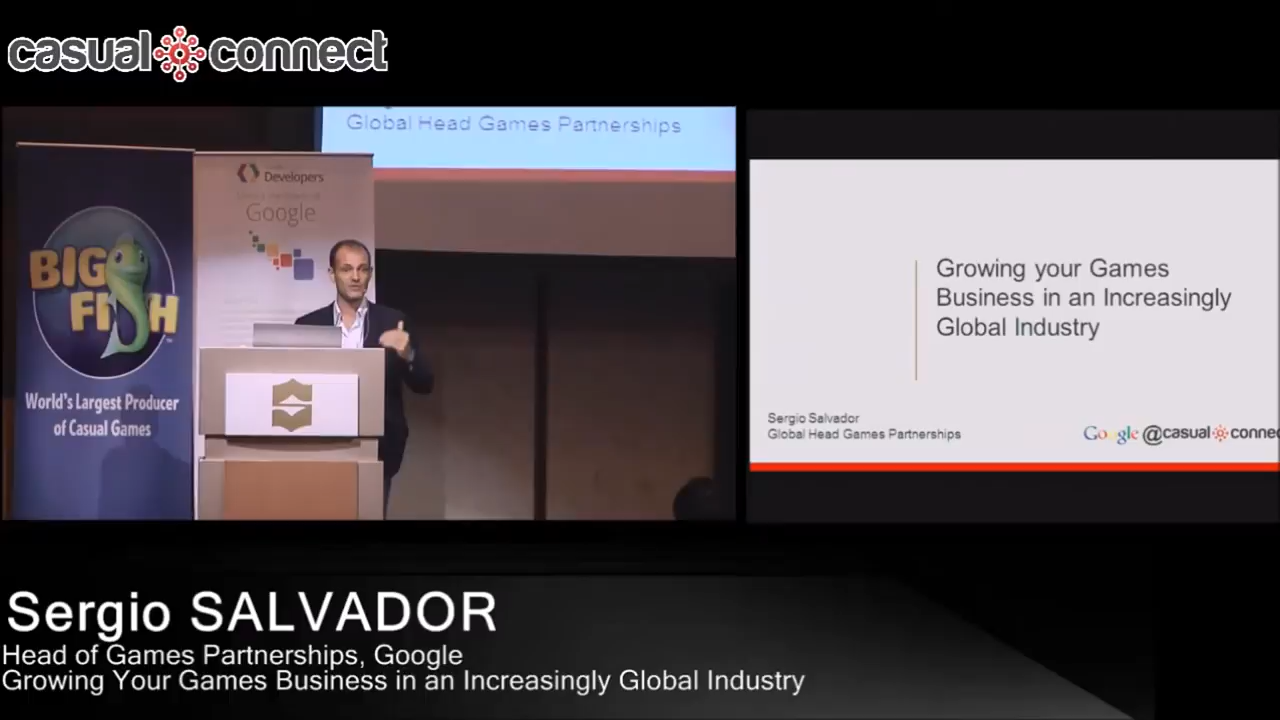 casual connect
Global Head Games Partnerships
Developers
Google
BIG
FISH
World's Largest Producer
of Casual Games
Growing your Games
Business in an Increasingly
Global Industry
Sergio Salvador
Global Head Games Partnerships
Google @casual connec
Sergio SALVADOR
Head of Games Partnerships, Google
Growing Your Games Business in an Increasingly Global Industry